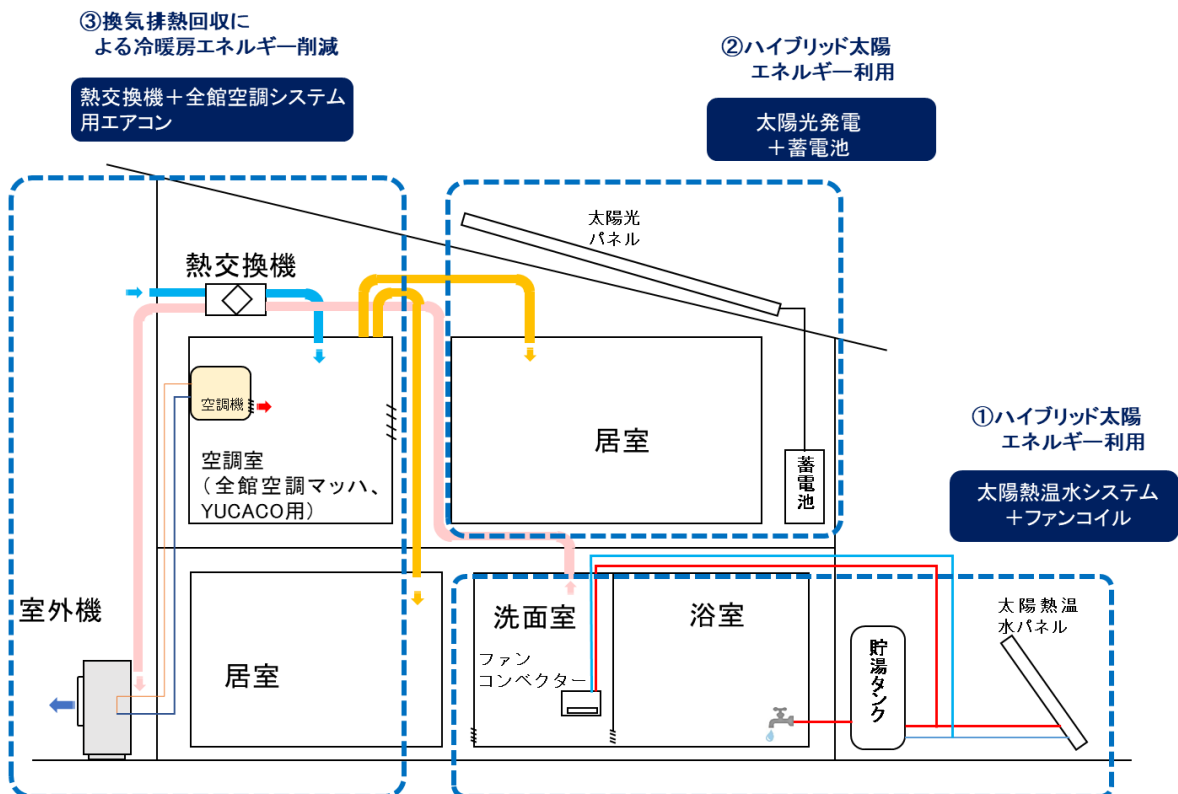 ③換気排熱回収に
よる冷暖房エネルギー削減
熱交換機＋全館空調システム
用エアコン
②ハイブリッド太陽
エネルギー利用
太陽光発電
＋蓄電池
太陽光
パネル
熱交換機
空調機
空調室
（全館空調マッハ、
YUCACO用）
居室
蓄電池
①ハイブリッド太陽
エネルギー利用
太陽熱温水システム
＋ファンコイル
室外機
居室
洗面室
ファン
コンベクター
浴室
貯湯タンク
太陽熱温
水パネル